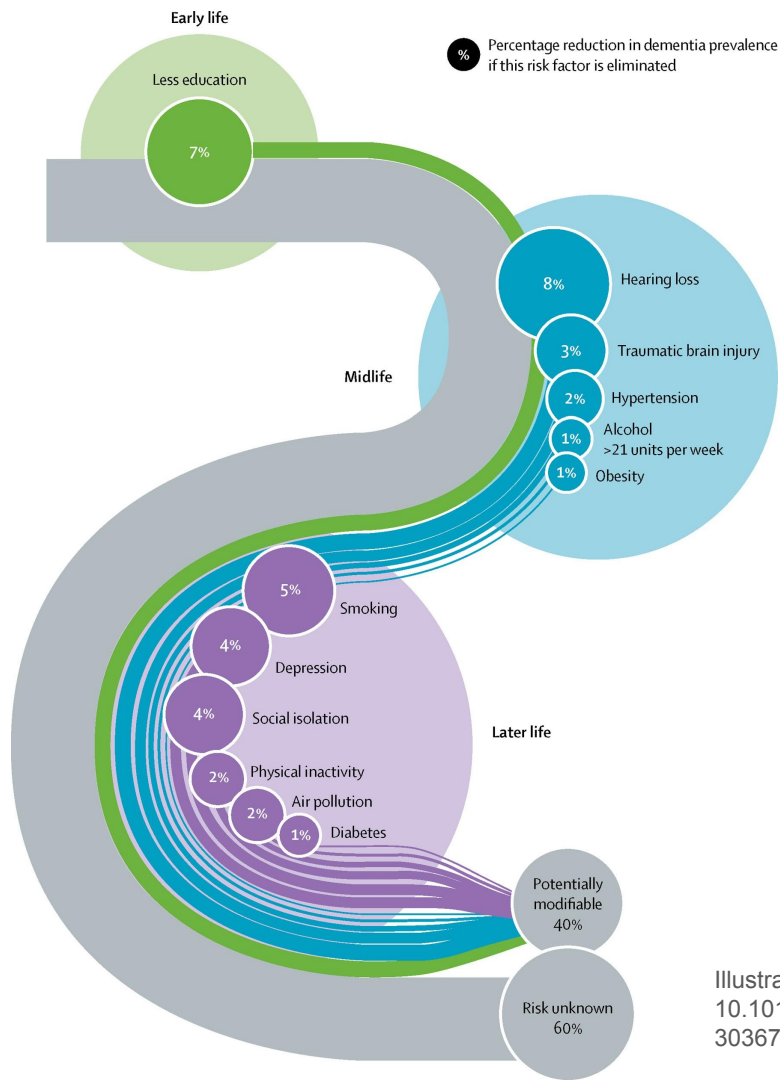 Early life
% Percentage reduction in dementia prevalence
if this risk factor is eliminated
Less education
7%
8%
Hearing loss
3%
Traumatic brain injury
Midlife
2%
Hypertension
1%
Alcohol
>21 units per week
1%
Obesity
5%
Smoking
4%
Depression
4%
Social isolation
Later life
2%
Physical inactivity
2%
Air pollution
1%
Diabetes
Potentially
modifiable
40%
Risk unknown
60%
Illustra
10.101
30367